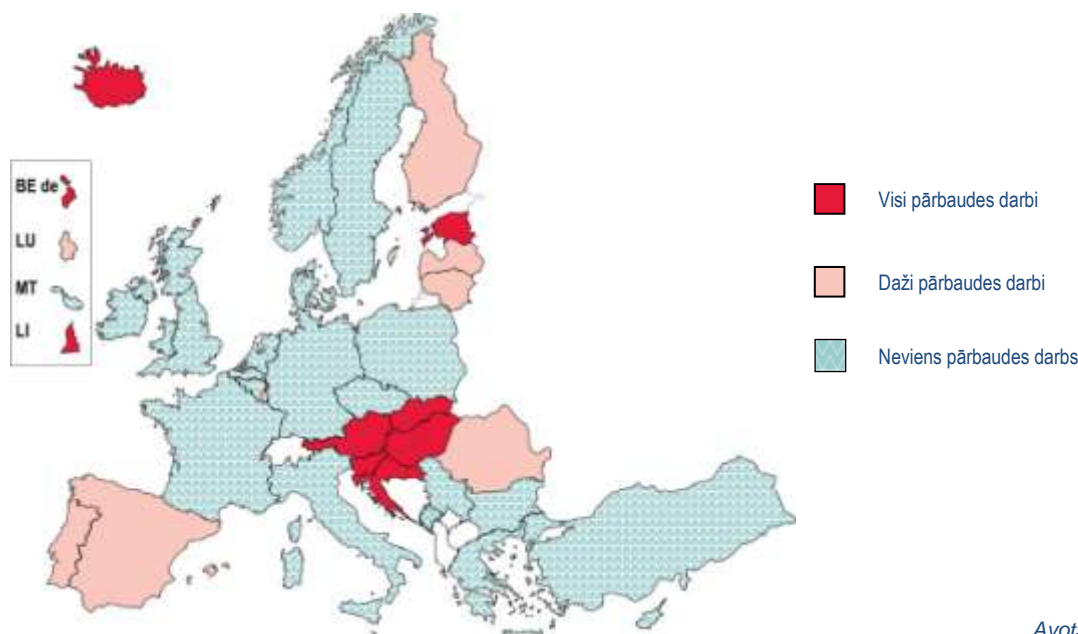 BE de
LU
MT
LI
Visi pārbaudes darbi
Daži pārbaudes darbi
Neviens pārbaudes darbs
Avot